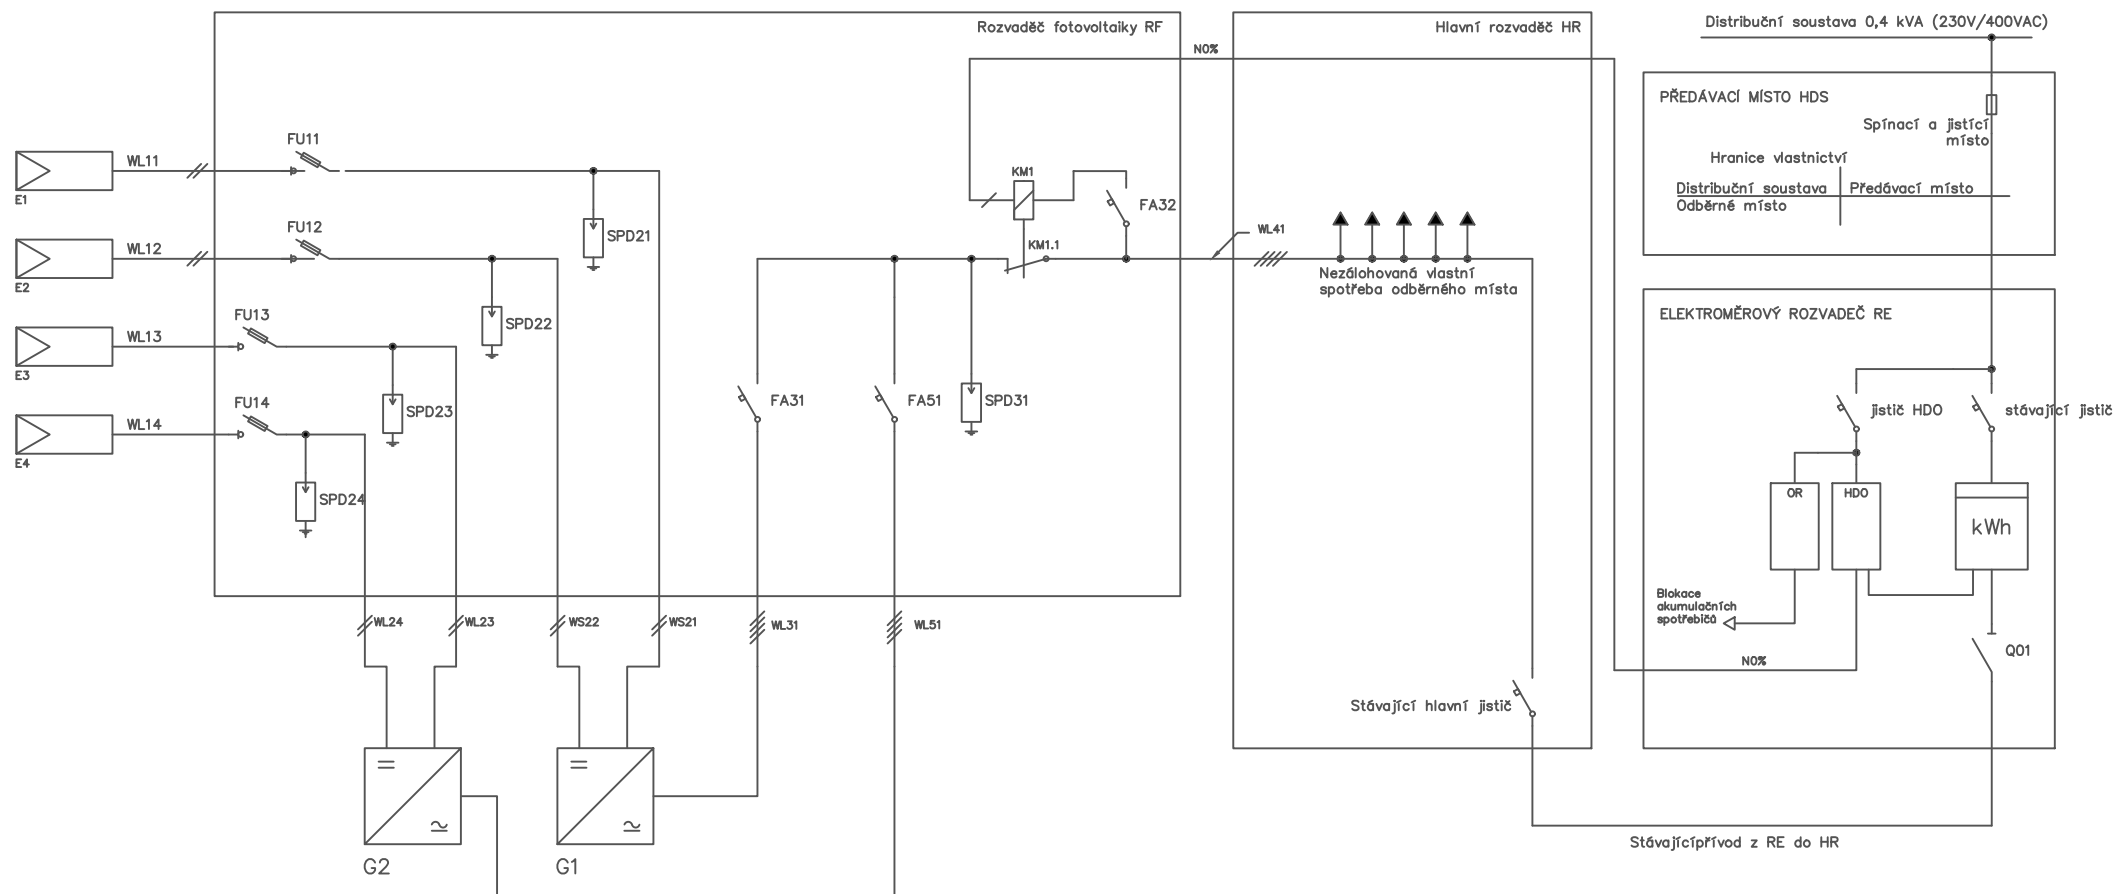 Rozvaděč fotovoltaiky RF
Hlavní rozvaděč HR
Distribuční soustava 0,4 kVA (230V/400VAC)
N0%
PŘEDÁVACÍ MÍSTO HDS
Spínací a jistící
místo
Hranice vlastnictví
Distribuční soustava
Předávací místo
Odběrné místo
FU11
WL11
E1
FU12
WL12
E2
FU13
WL13
E3
FU14
WL14
E4
SPD21
SPD22
SPD23
SPD24
KM1
FA32
KM1.1
WL41
Nezálohovaná vlastní
spotřeba odběrného místa
FA31
FA51
SPD31
ELEKTROMĚROVÝ ROZVADEČ RE
jistič HDO
stávající jistič
OR
HDO
kWh
Blokace
akumulačních
spotřebičů
N0%
Q01
WL24
WL23
WS22
WS21
WL31
WL51
Stávající hlavní jistič
G2
G1
Stávajícípřívod z RE do HR